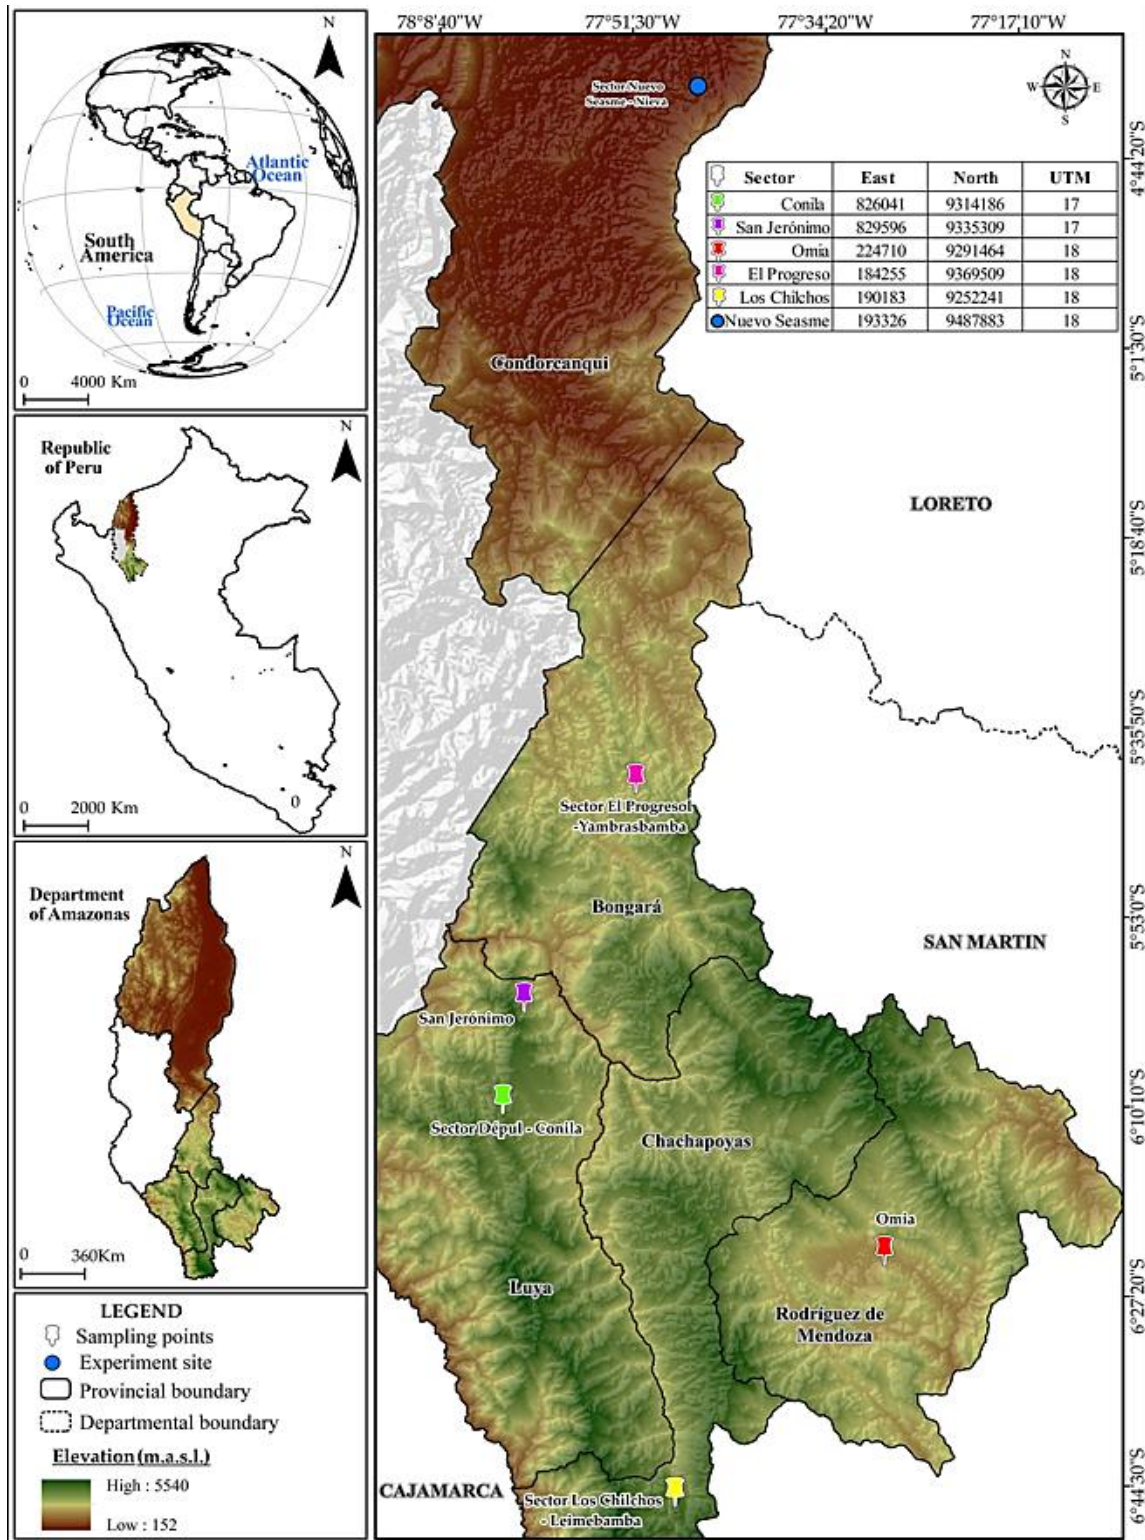 N
Atlantic
Ocean
South
America
Pacific
Ocean
0 4000 Km
Republic
of Peru
N
0
0 2000 Km
Department
of Amazonas
N
0 360Km
LEGEND
Sampling points
Experiment site
Provincial boundary
Departmental boundary
Elevation (m.a.s.l.)
High : 5540
Low : 152
78°8'40"W 77°51'30"W 77°34'20"W 77°17'10"W
N
W E
S
Sector Nuevo
Seasme - Nieva
Sector East North UTM
Conila 826041 9314186 17
San Jerónimo 829596 9335309 17
Omia 224710 9291464 18
El Progreso 184255 9369509 18
Los Chilchos 190183 9252241 18
Nuevo Seasme 193326 9487883 18
Condorcanqui
LORETO
Sector El Progresol
-Yambrasbamba
Bongará
SAN MARTIN
San Jerónimo
Sector Dépul - Conila
Chachapoyas
Omia
Luya
Rodríguez de
Mendoza
CAJAMARCA
Sector Los Chilchos
- Leimebamba
4°44'20"S
5°1'30"S
5°18'40"S
5°35'50"S
5°53'0"S
6°10'10"S
6°27'20"S
6°44'30"S